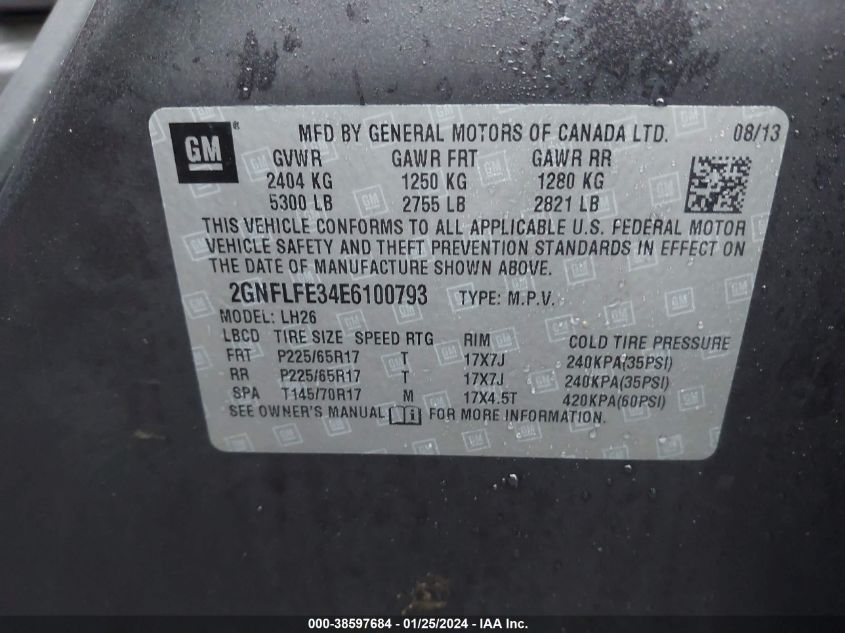 GM ® MFD BY GENERAL MOTORS OF CANADA LTD. 08/13
GVWR GAWR FRT GAWR RR
2404 KG 1250 KG 1280 KG
5300 LB 2755 LB 2821 LB
THIS VEHICLE CONFORMS TO ALL APPLICABLE U.S. FEDERAL MOTOR
VEHICLE SAFETY AND THEFT PREVENTION STANDARDS IN EFFECT ON
THE DATE OF MANUFACTURE SHOWN ABOVE.
2GNFLFE34E6100793 TYPE: M.P.V.
MODEL: LH26
LBCD TIRE SIZE SPEED RTG RIM COLD TIRE PRESSURE
FRT P225/65R17 T 17X7J 240KPA(35PSI)
RR P225/65R17 T 17X7J 240KPA(35PSI)
SPA T145/70R17 M 17X4.5T 420KPA(60PSI)
SEE OWNER'S MANUAL FOR MORE INFORMATION.
000-38597684 - 01/25/2024 - IAA Inc.